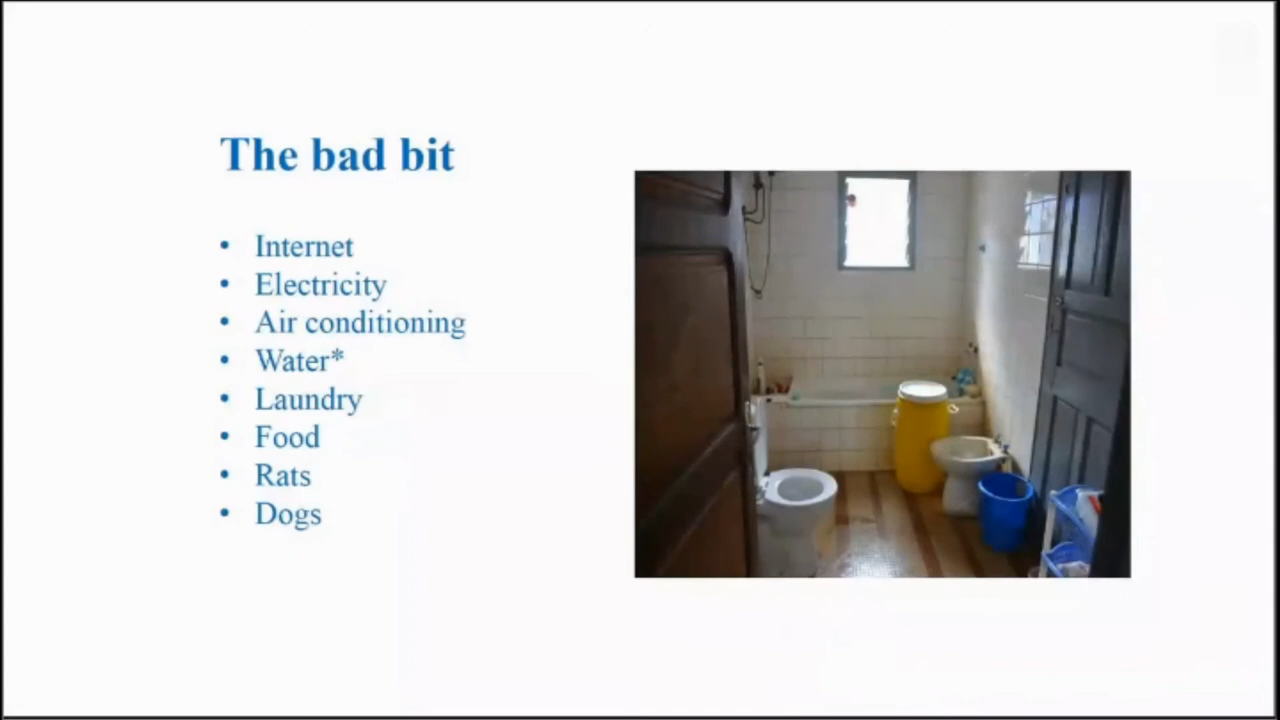 The bad bit
• Internet
• Electricity
• Air conditioning
• Water*
• Laundry
• Food
• Rats
• Dogs